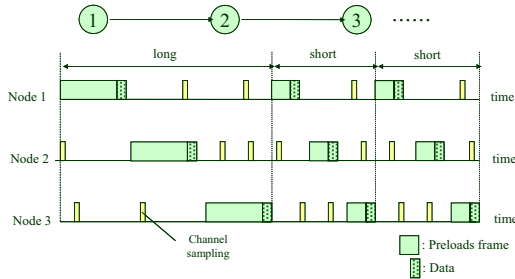 1
2
3
......
long
short
short
Node 1
time
Node 2
time
Node 3
time
Channel
sampling
: Preloads frame
: Data